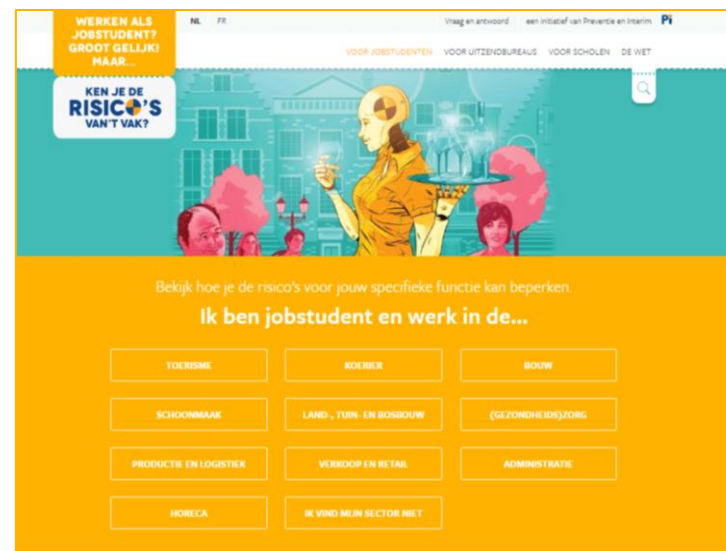 WERKEN ALS
JOBSTUDENT?
GROOT GELIJK!
MAAR...
NL FR
Vraag en antwoord een initiatief van Preventie en Interim Pi
VOOR JOBSTUDENTEN VOOR UITZENDBUREAUS VOOR SCHOLEN DE WET
KEN JE DE
RISICO'S
VAN'T VAK?
Bekijk hoe je de risico's voor jouw specifieke functie kan beperken.
Ik ben jobstudent en werk in de...
TOERISME KOERIER BOUW
SCHOONMAAK LAND-, TUIN- EN BOSBOUW (GEZONDHEIDS)ZORG
PRODUCTIE EN LOGISTIEK VERKOOP EN RETAIL ADMINISTRATIE
HORECA IK VIND MIJN SECTOR NIET